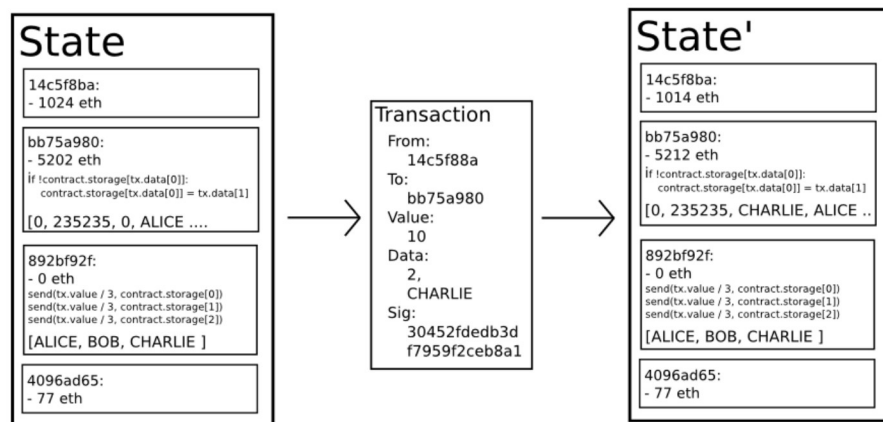 State
14c5f8ba:
- 1024 eth
bb75a980:
- 5202 eth
if !contract.storage[tx.data[0]]:
contract.storage[tx.data[0]] = tx.data[1]
[0, 235235, 0, ALICE ....
892bf92f:
- 0 eth
send(tx.value / 3, contract.storage[0])
send(tx.value / 3, contract.storage[1])
send(tx.value / 3, contract.storage[2])
[ALICE, BOB, CHARLIE ]
4096ad65:
- 77 eth
Transaction
From:
14c5f88a
To:
bb75a980
Value:
10
Data:
2,
CHARLIE
Sig:
30452fdedb3d
f7959f2ceb8a1
State'
14c5f8ba:
- 1014 eth
bb75a980:
- 5212 eth
if !contract.storage[tx.data[0]]:
contract.storage[tx.data[0]] = tx.data[1]
[0, 235235, CHARLIE, ALICE ..
892bf92f:
- 0 eth
send(tx.value / 3, contract.storage[0])
send(tx.value / 3, contract.storage[1])
send(tx.value / 3, contract.storage[2])
[ALICE, BOB, CHARLIE ]
4096ad65:
- 77 eth